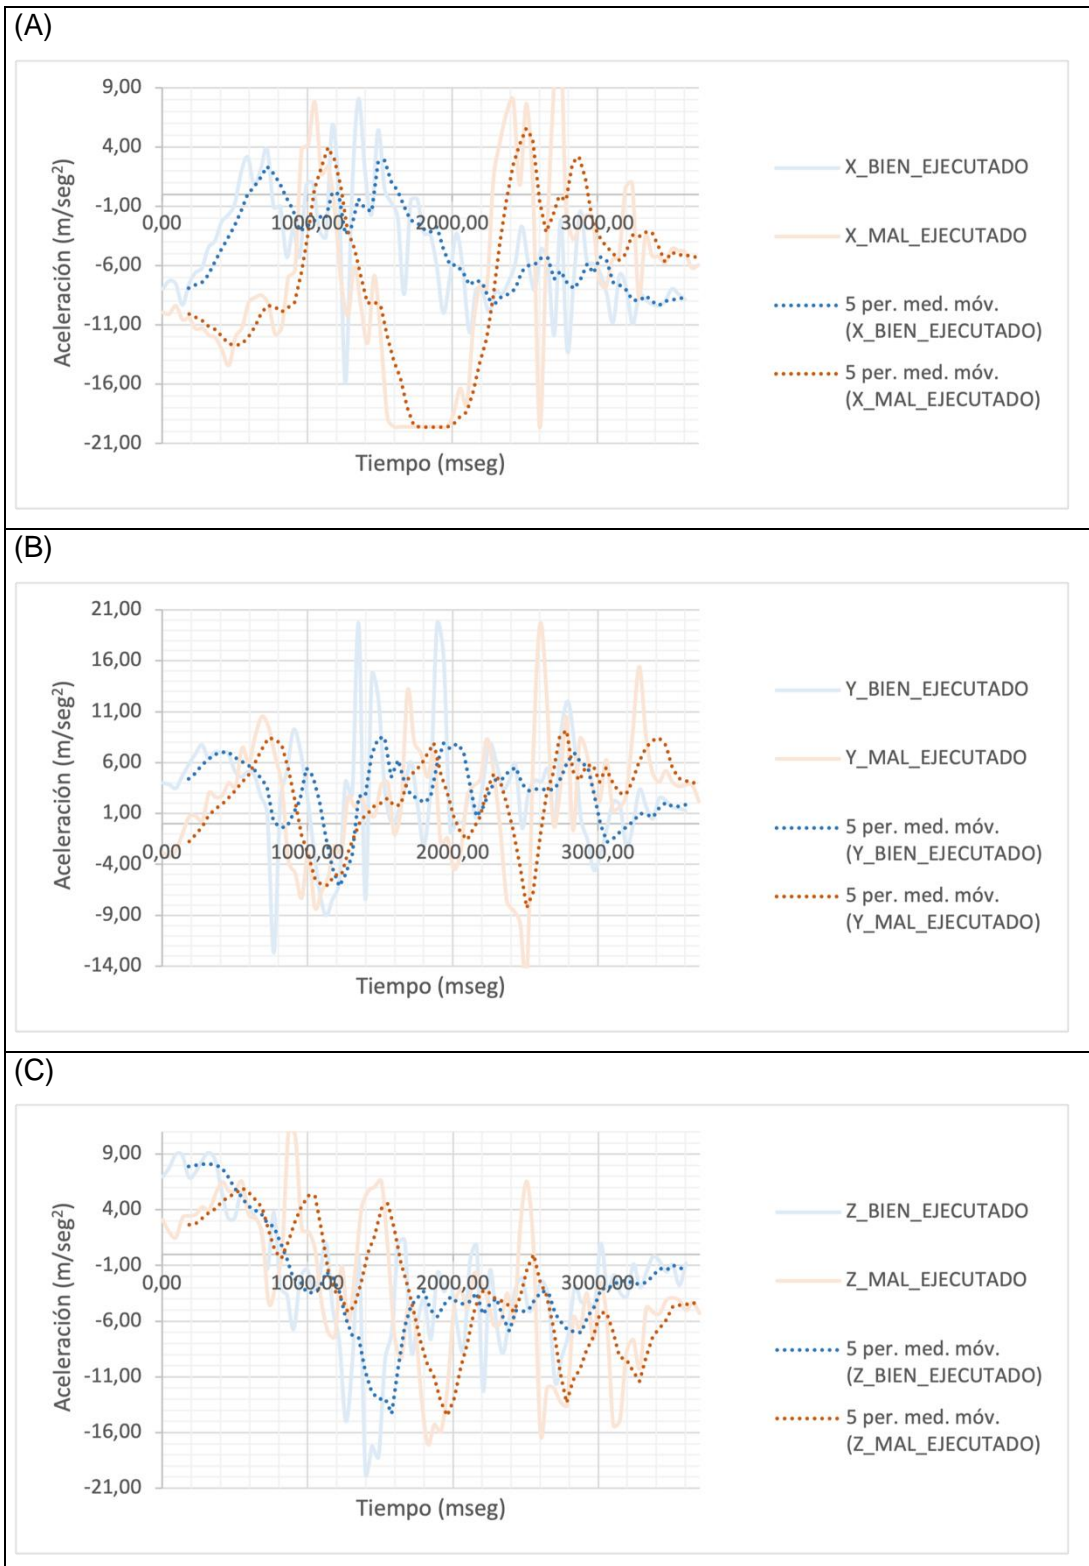 (A)
9,00
4,00
-1,00
-6,00
-11,00
-16,00
-21,00
0,00 1000,00 2000,00 3000,00
Aceleración (m/seg²)
Tiempo (mseg)
X_BIEN_EJECUTADO
X_MAL_EJECUTADO
5 per. med. móv.
(X_BIEN_EJECUTADO)
5 per. med. móv.
(X_MAL_EJECUTADO)
(B)
21,00
16,00
11,00
6,00
1,00
-4,00
-9,00
-14,00
0,00 1000,00 2000,00 3000,00
Aceleración (m/seg²)
Tiempo (mseg)
Y_BIEN_EJECUTADO
Y_MAL_EJECUTADO
5 per. med. móv.
(Y_BIEN_EJECUTADO)
5 per. med. móv.
(Y_MAL_EJECUTADO)
(C)
9,00
4,00
-1,00
-6,00
-11,00
-16,00
-21,00
0,00 1000,00 2000,00 3000,00
Aceleración (m/seg²)
Tiempo (mseg)
Z_BIEN_EJECUTADO
Z_MAL_EJECUTADO
5 per. med. móv.
(Z_BIEN_EJECUTADO)
5 per. med. móv.
(Z_MAL_EJECUTADO)